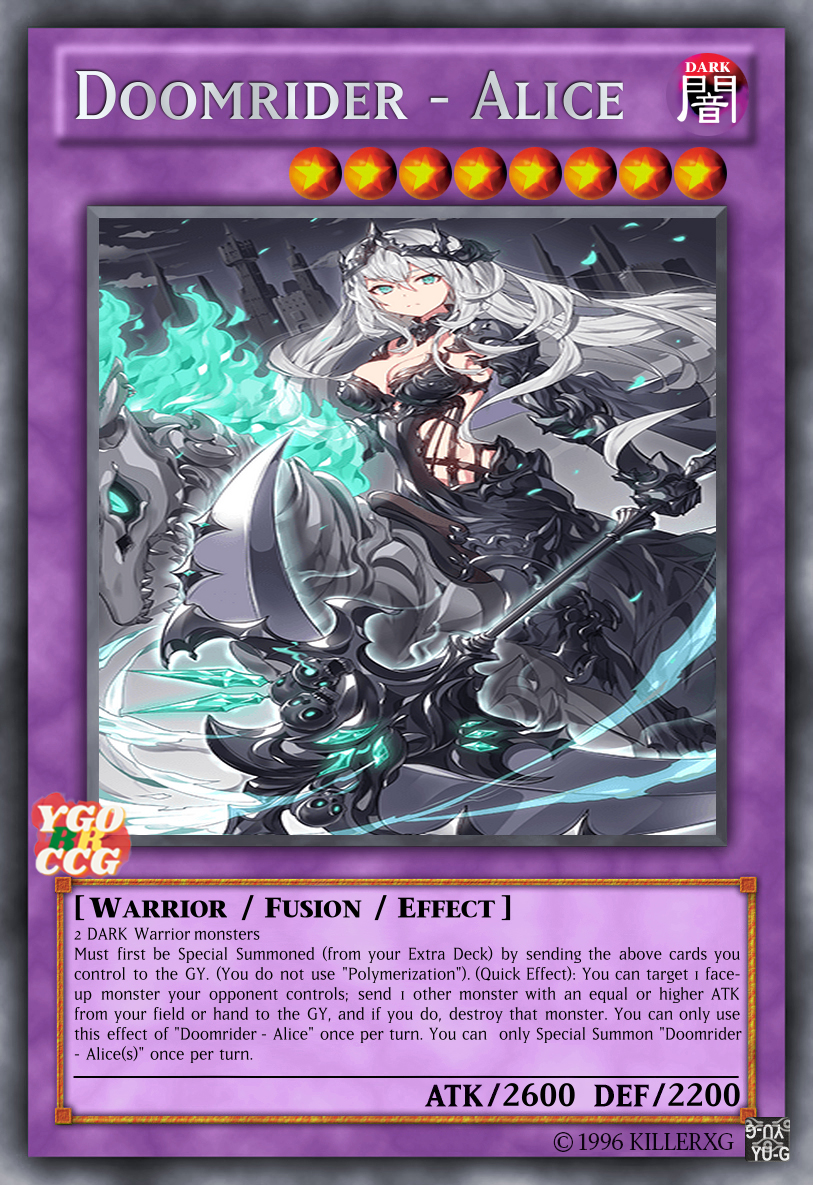 DOOMRIDER - ALICE
DARK
闇
YGO
RR
CCG
[ WARRIOR / FUSION / EFFECT ]
2 DARK Warrior monsters
Must first be Special Summoned (from your Extra Deck) by sending the above cards you
control to the GY. (You do not use "Polymerization"). (Quick Effect): You can target 1 face-
up monster your opponent controls; send 1 other monster with an equal or higher ATK
from your field or hand to the GY, and if you do, destroy that monster. You can only use
this effect of "Doomrider - Alice" once per turn. You can only Special Summon "Doomrider
- Alice(s)" once per turn.
ATK/2600 DEF/2200
© 1996 KILLERXG
YU-G